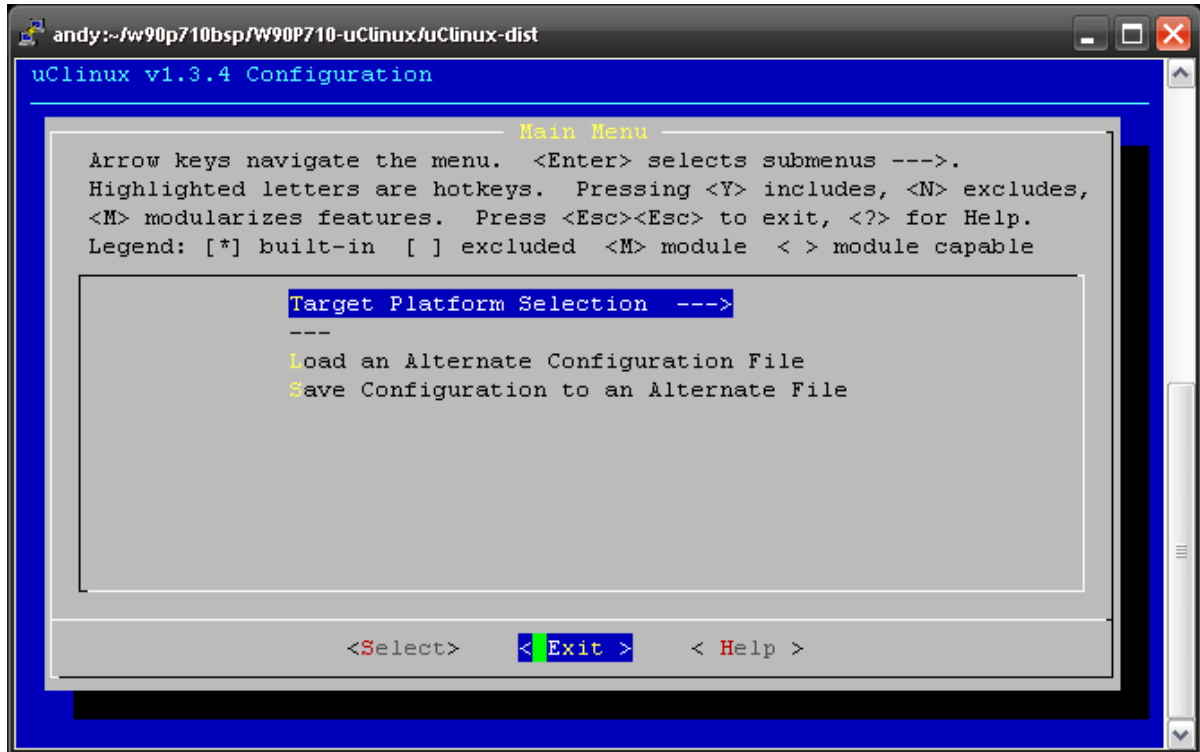 andy:~/w90p710bsp/W90P710-uClinux/uClinux-dist
uClinux v1.3.4 Configuration
Main Menu
Arrow keys navigate the menu. <Enter> selects submenus --->.
Highlighted letters are hotkeys. Pressing <Y> includes, <N> excludes,
<M> modularizes features. Press <Esc><Esc> to exit, <?> for Help.
Legend: [*] built-in [ ] excluded <M> module < > module capable
Target Platform Selection --->
---
Load an Alternate Configuration File
Save Configuration to an Alternate File
<Select> < Exit > < Help >